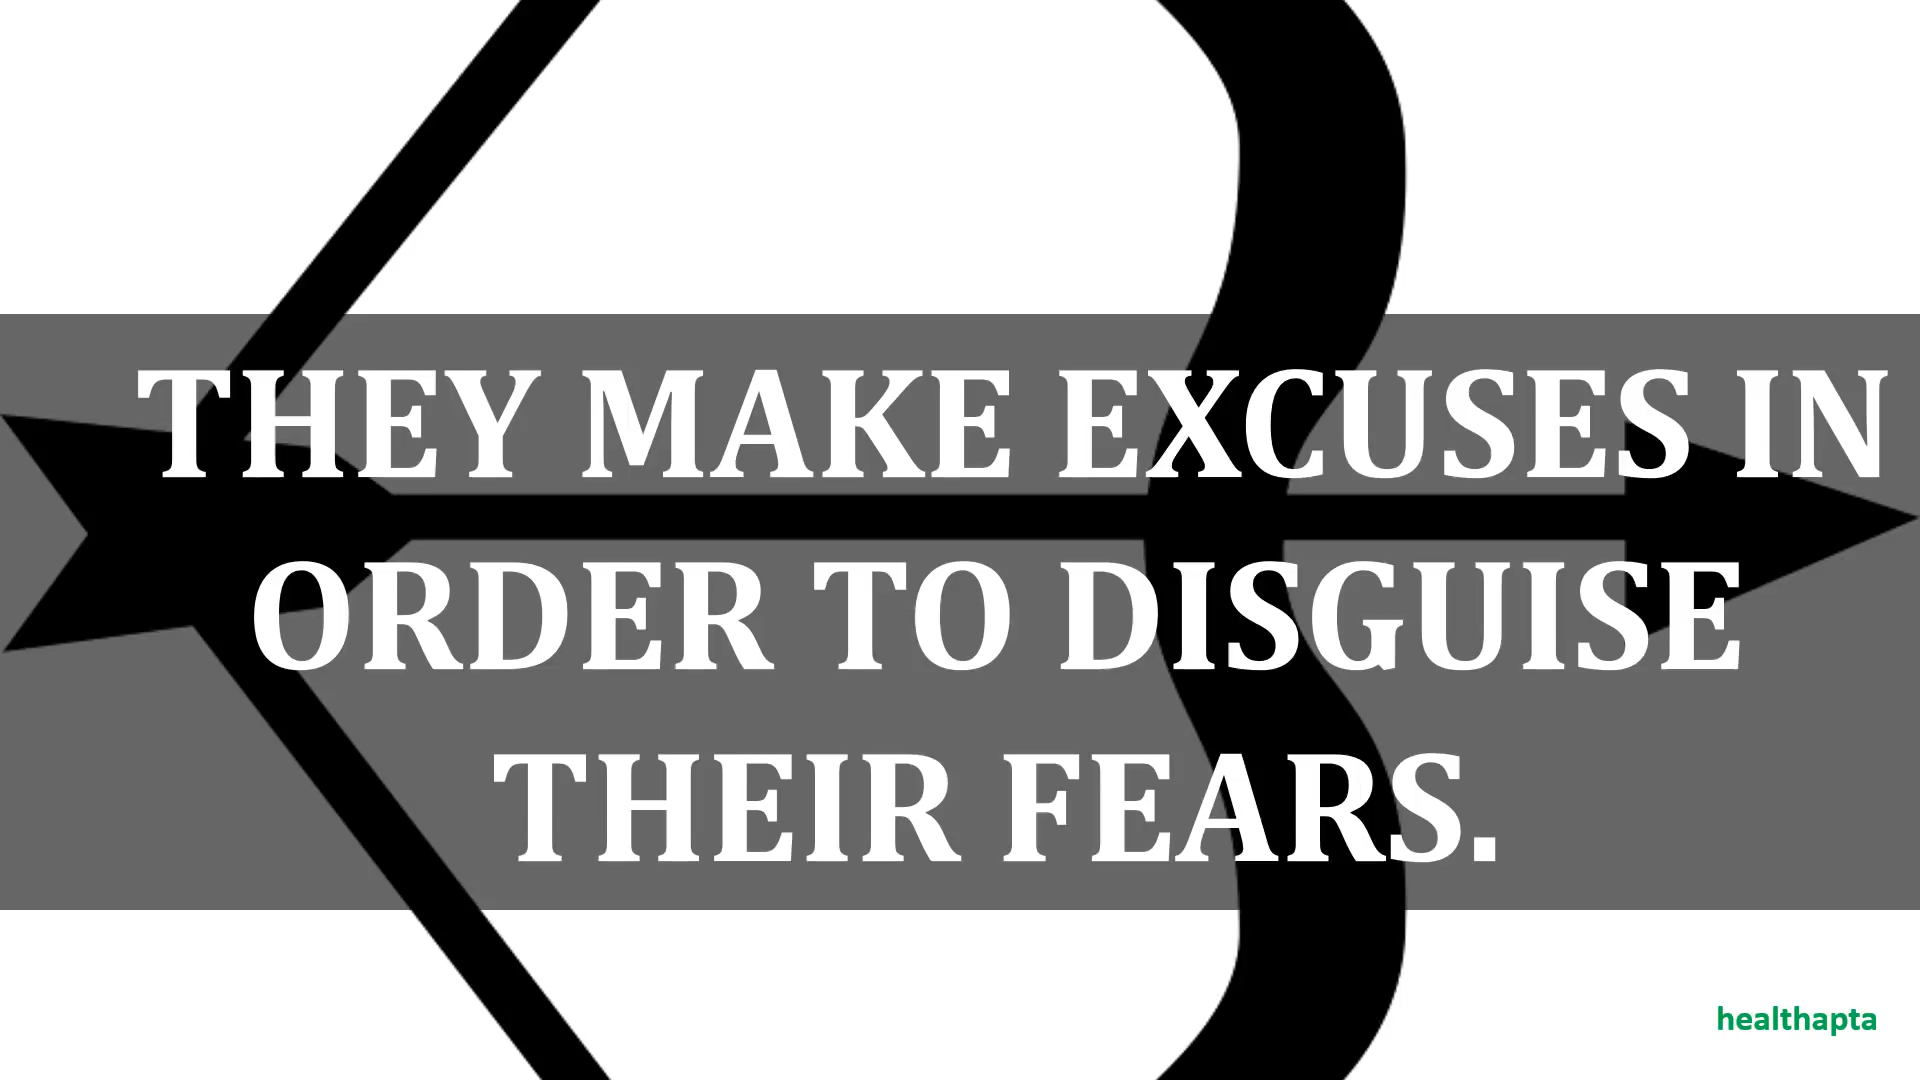 THEY MAKE EXCUSES IN
ORDER TO DISGUISE
THEIR FEARS.
healthapta